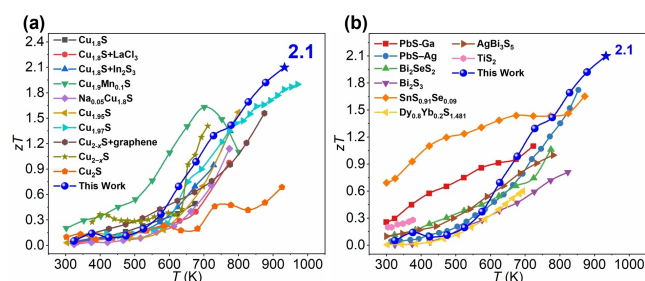 (a)
2.1
2.1
1.8
1.5
1.2
0.9
0.6
0.3
0.0
zT
Cu₁.₈S
Cu₁.₈S+LaCl₃
Cu₁.₈S+In₂S₃
Cu₁.₉Mn₀.₁S
Na₀.₀₅Cu₁.₈S
Cu₁.₉₅S
Cu₁.₉₇S
Cu₂₋ₓS+graphene
Cu₂₋ₓS
Cu₂S
This Work
300 400 500 600 700 800 900 1000
T (K)
(b)
2.1
2.1
1.8
1.5
1.2
0.9
0.6
0.3
0.0
zT
PbS-Ga
PbS–Ag
Bi₂SeS₂
Bi₂S₃
SnS₀.₉₁Se₀.₀₉
Dy₀.₈Yb₀.₂S₁.₄₈₁
AgBi₃S₅
TiS₂
This Work
300 400 500 600 700 800 900 1000
T (K)